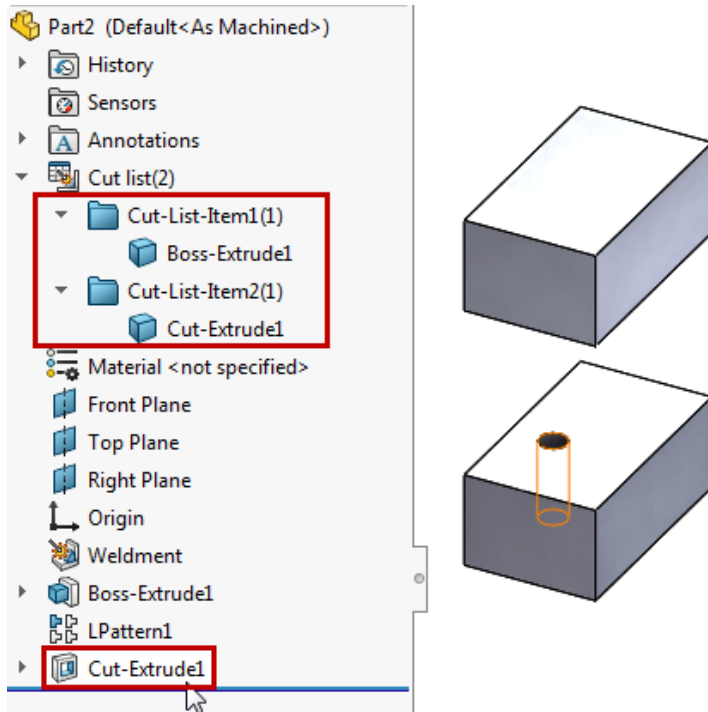 Part2 (Default<As Machined>)
History
Sensors
A Annotations
Cut list(2)
Cut-List-Item1(1)
Boss-Extrude1
Cut-List-Item2(1)
Cut-Extrude1
Material <not specified>
Front Plane
Top Plane
Right Plane
Origin
Weldment
Boss-Extrude1
LPattern1
Cut-Extrude1